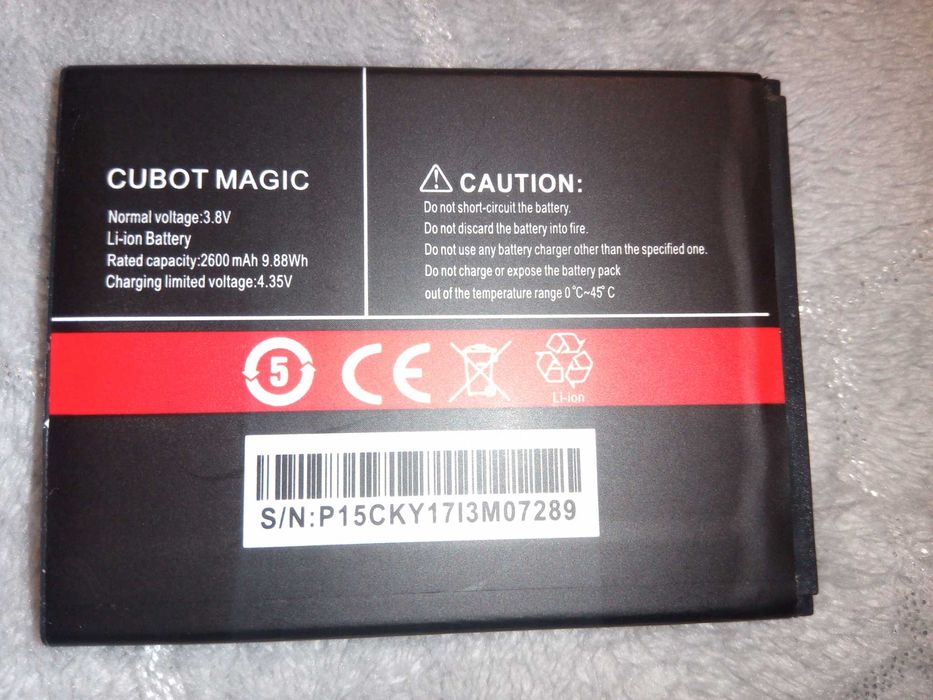 CUBOT MAGIC
Normal voltage:3.8V
Li-ion Battery
Rated capacity:2600 mAh 9.88Wh
Charging limited voltage:4.35V
CAUTION:
Do not short-circuit the battery.
Do not discard the battery into fire.
Do not use any battery charger other than the specified one.
Do not charge or expose the battery pack
out of the temperature range 0℃~45℃
5 CE
Li-ion
S/N:P15CKY17I3M07289